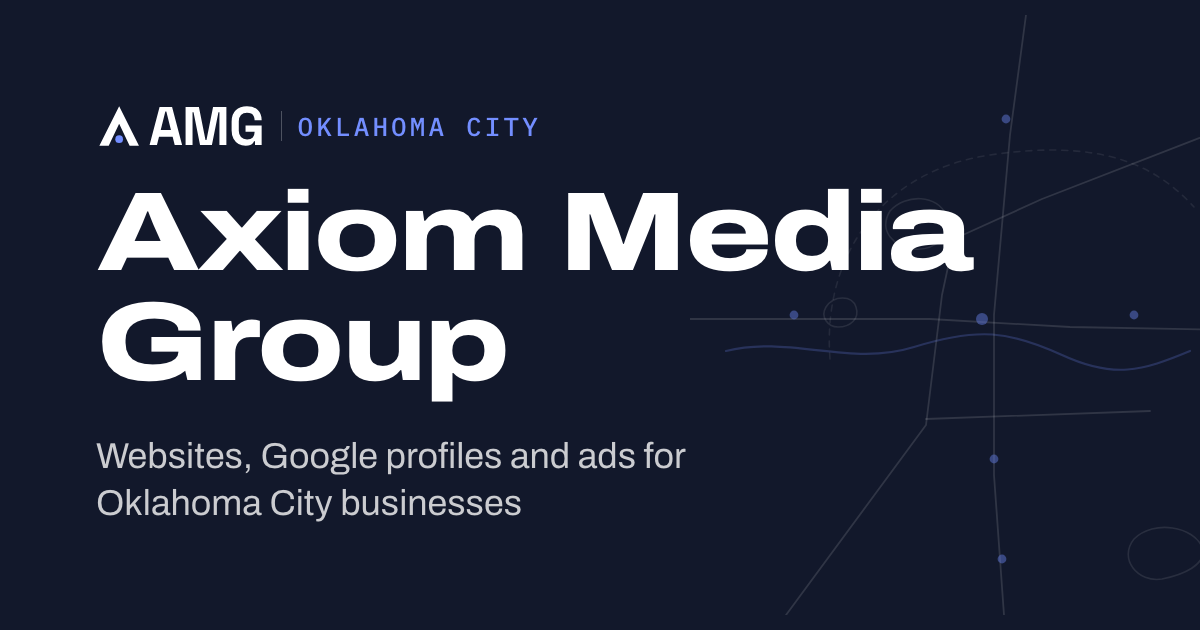 AMG OKLAHOMA CITY
Axiom Media
Group
Websites, Google profiles and ads for
Oklahoma City businesses